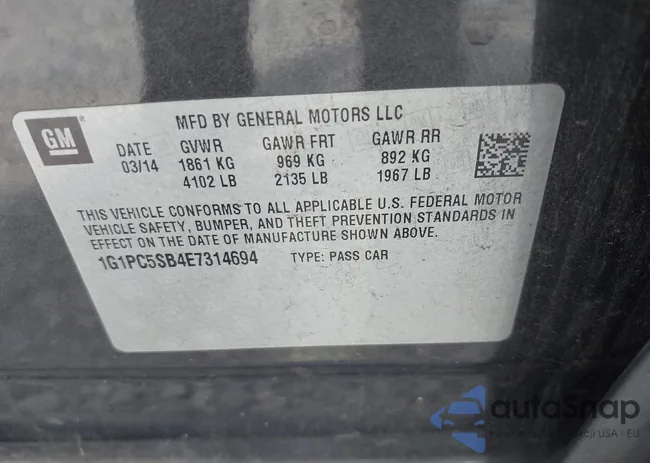 MFD BY GENERAL MOTORS LLC
GM
DATE GVWR GAWR FRT GAWR RR
03/14 1861 KG 969 KG 892 KG
4102 LB 2135 LB 1967 LB
THIS VEHICLE CONFORMS TO ALL APPLICABLE U.S. FEDERAL MOTOR
VEHICLE SAFETY, BUMPER, AND THEFT PREVENTION STANDARDS IN
EFFECT ON THE DATE OF MANUFACTURE SHOWN ABOVE.
1G1PC5SB4E7314694 TYPE: PASS CAR
autoSnap
USA | EU